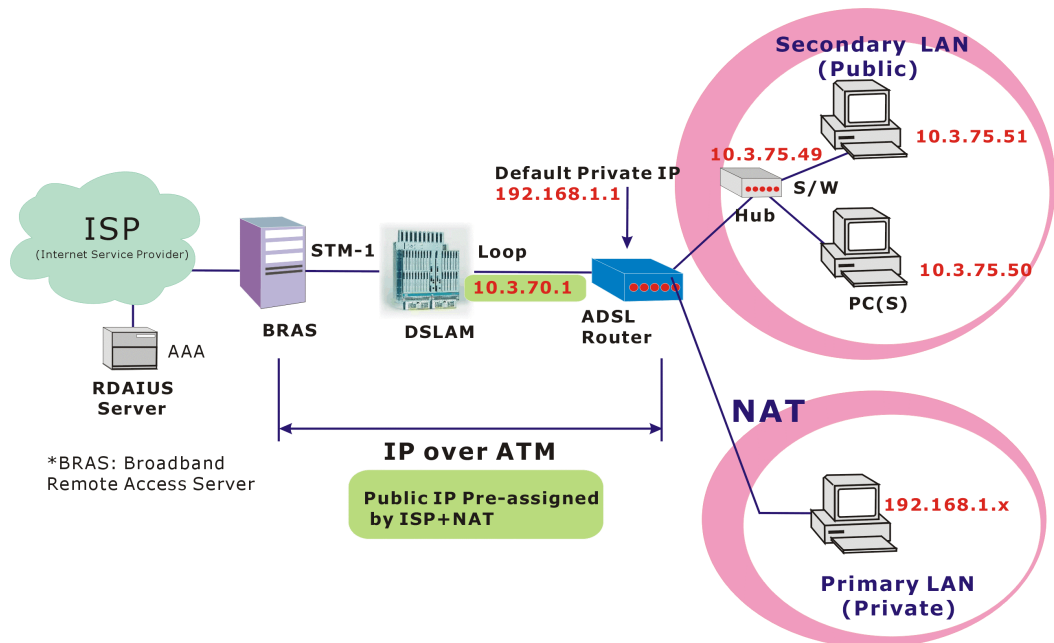 Secondary LAN
(Public)
10.3.75.51
10.3.75.49
Default Private IP
192.168.1.1
S/W
Hub
ISP
(Internet Service Provider)
STM-1
Loop
10.3.70.1
10.3.75.50
PC(S)
BRAS
DSLAM
ADSL
Router
AAA
RDAIUS
Server
NAT
IP over ATM
*BRAS: Broadband
Remote Access Server
Public IP Pre-assigned
by ISP+NAT
192.168.1.x
Primary LAN
(Private)